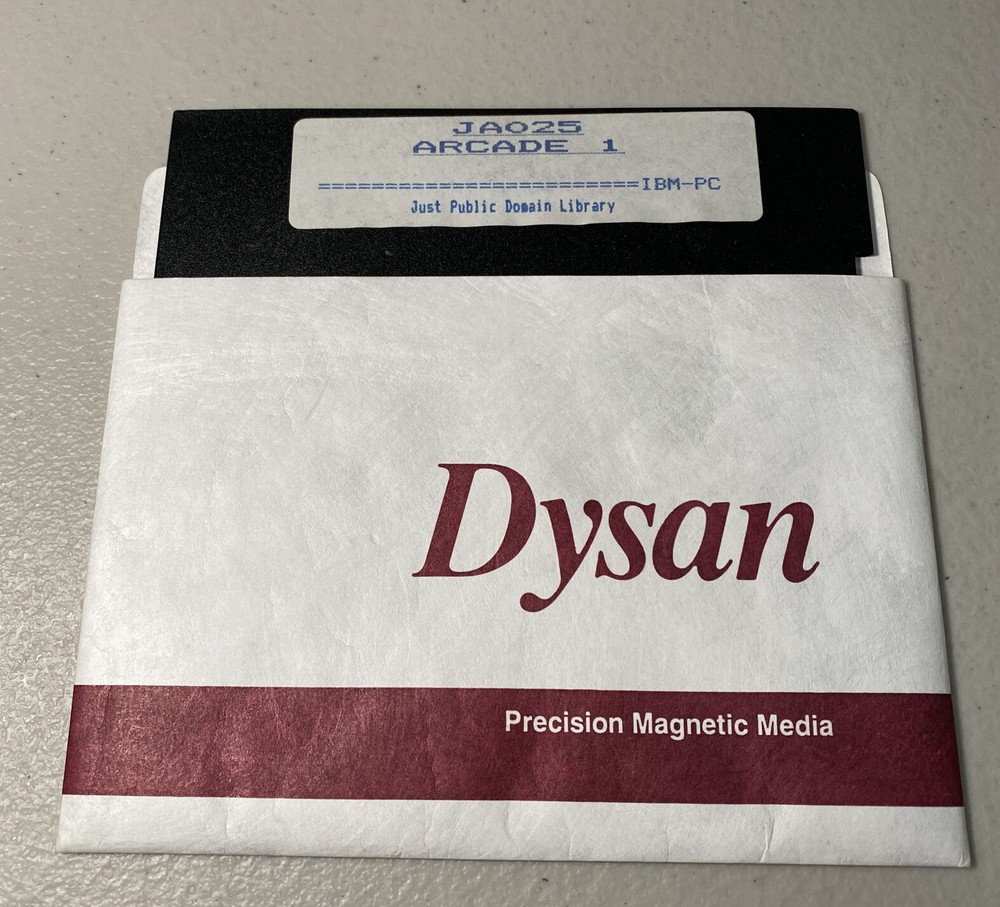 JA025
ARCADE 1
========================IBM-PC
Just Public Domain Library
Dysan
Precision Magnetic Media